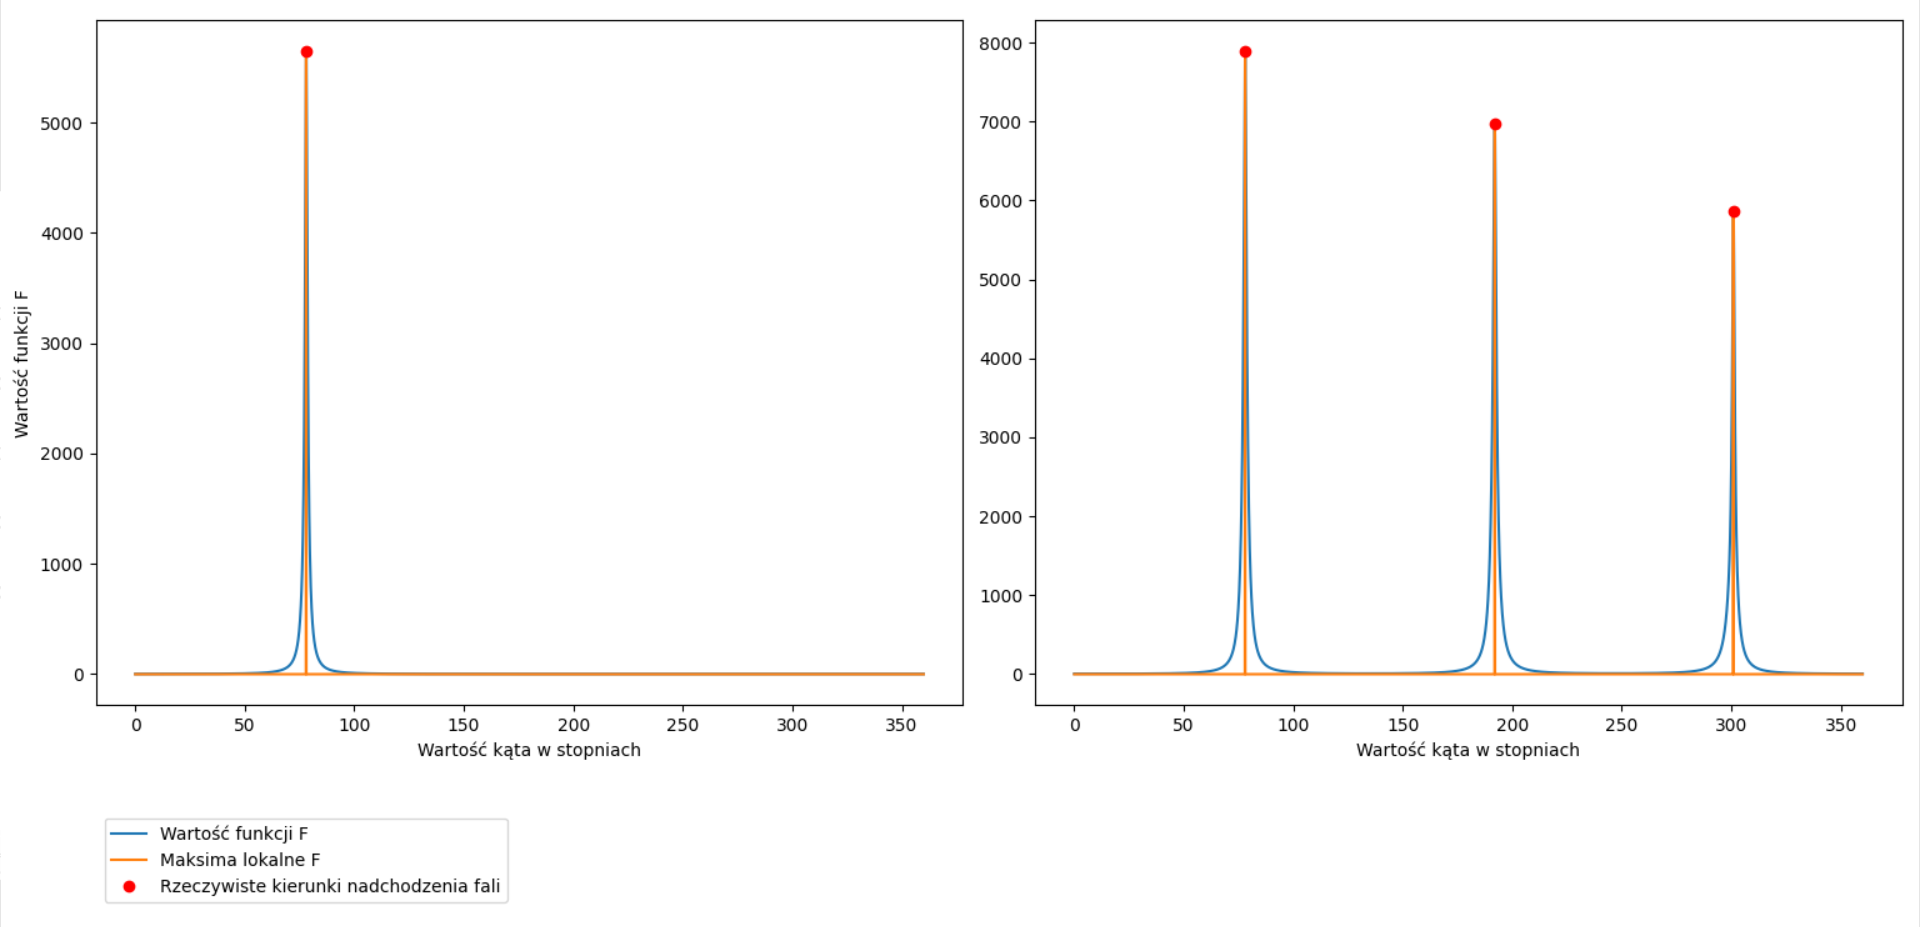 5000
4000
3000
2000
1000
0
Wartość funkcji F
0 50 100 150 200 250 300 350
Wartość kąta w stopniach
8000
7000
6000
5000
4000
3000
2000
1000
0
0 50 100 150 200 250 300 350
Wartość kąta w stopniach
Wartość funkcji F
Maksima lokalne F
Rzeczywiste kierunki nadchodzenia fali